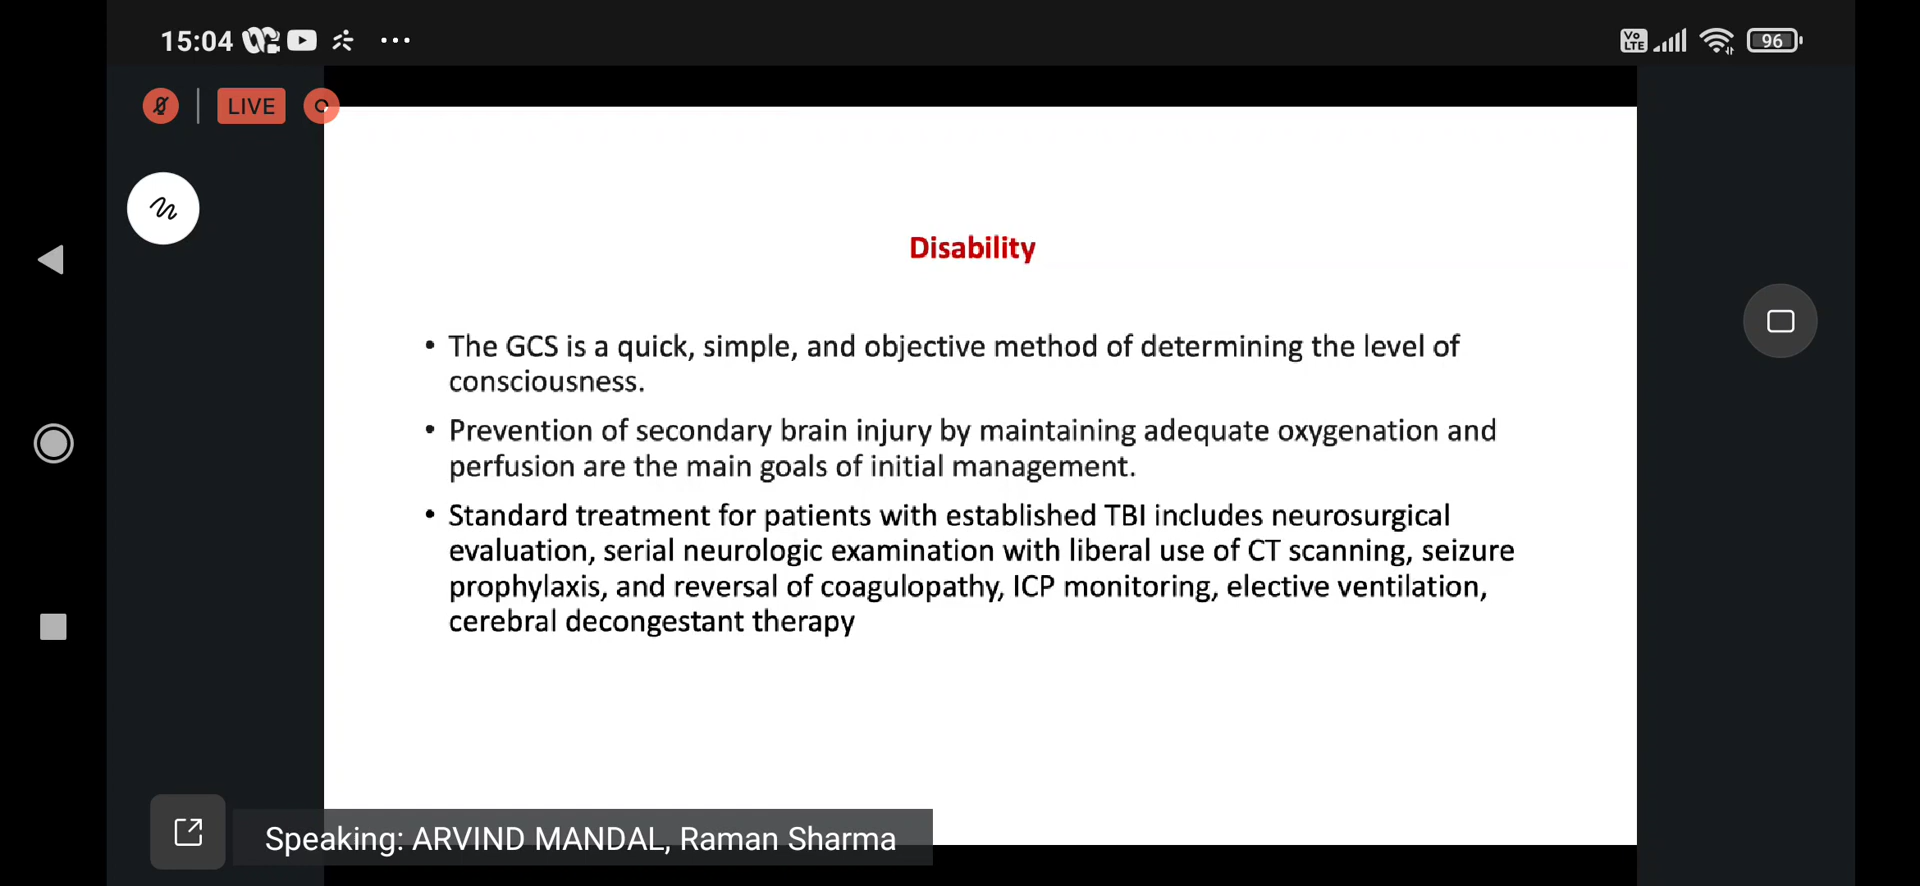 15:04
Vo LTE
96
LIVE
Disability
• The GCS is a quick, simple, and objective method of determining the level of
consciousness.
• Prevention of secondary brain injury by maintaining adequate oxygenation and
perfusion are the main goals of initial management.
• Standard treatment for patients with established TBI includes neurosurgical
evaluation, serial neurologic examination with liberal use of CT scanning, seizure
prophylaxis, and reversal of coagulopathy, ICP monitoring, elective ventilation,
cerebral decongestant therapy
Speaking: ARVIND MANDAL, Raman Sharma